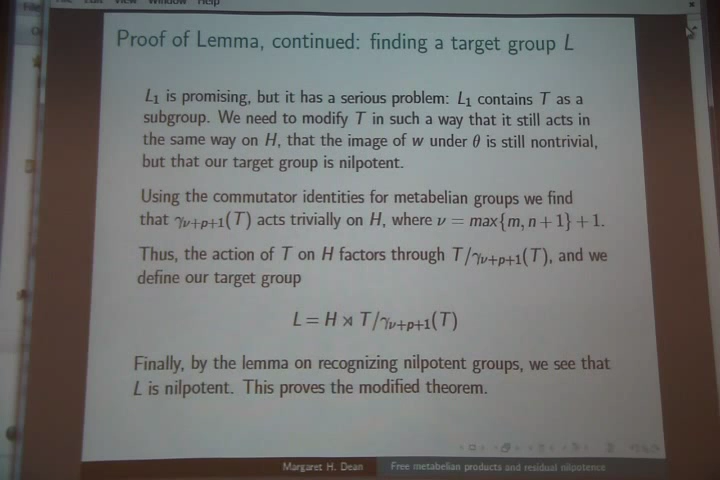 File Edit View Window Help
Proof of Lemma, continued: finding a target group L
L₁ is promising, but it has a serious problem: L₁ contains T as a
subgroup. We need to modify T in such a way that it still acts in
the same way on H, that the image of w under θ is still nontrivial,
but that our target group is nilpotent.
Using the commutator identities for metabelian groups we find
that γ_{ν+p+1}(T) acts trivially on H, where ν = max{m, n + 1} + 1.
Thus, the action of T on H factors through T/γ_{ν+p+1}(T), and we
define our target group
L = H ⋊ T/γ_{ν+p+1}(T)
Finally, by the lemma on recognizing nilpotent groups, we see that
L is nilpotent. This proves the modified theorem.
Margaret H. Dean Free metabelian products and residual nilpotence